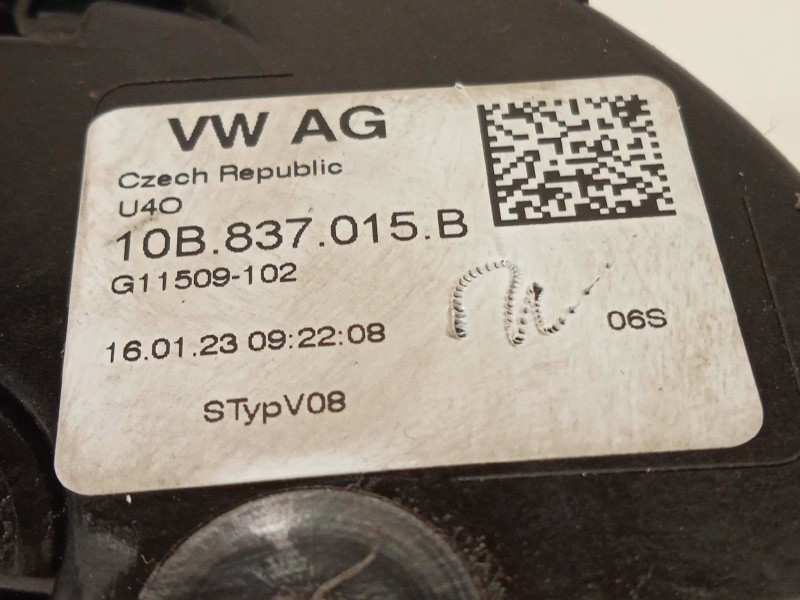 VW AG
Czech Republic
U4O
10B.837.015.B
G11509-102
16.01.23 09:22:08
06S
STypV08